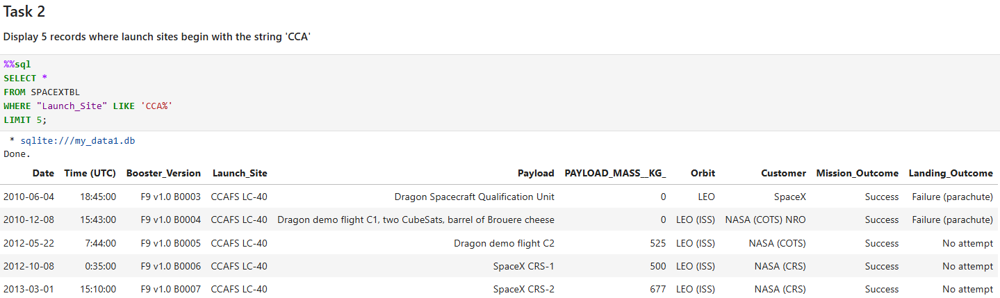 Task 2
Display 5 records where launch sites begin with the string 'CCA'
%%sql
SELECT *
FROM SPACEXTBL
WHERE "Launch_Site" LIKE 'CCA%'
LIMIT 5;
* sqlite:///my_data1.db
Done.
Date Time (UTC) Booster_Version Launch_Site Payload PAYLOAD_MASS__KG_ Orbit Customer Mission_Outcome Landing_Outcome
2010-06-04 18:45:00 F9 v1.0 B0003 CCAFS LC-40 Dragon Spacecraft Qualification Unit 0 LEO SpaceX Success Failure (parachute)
2010-12-08 15:43:00 F9 v1.0 B0004 CCAFS LC-40 Dragon demo flight C1, two CubeSats, barrel of Brouere cheese 0 LEO (ISS) NASA (COTS) NRO Success Failure (parachute)
2012-05-22 7:44:00 F9 v1.0 B0005 CCAFS LC-40 Dragon demo flight C2 525 LEO (ISS) NASA (COTS) Success No attempt
2012-10-08 0:35:00 F9 v1.0 B0006 CCAFS LC-40 SpaceX CRS-1 500 LEO (ISS) NASA (CRS) Success No attempt
2013-03-01 15:10:00 F9 v1.0 B0007 CCAFS LC-40 SpaceX CRS-2 677 LEO (ISS) NASA (CRS) Success No attempt